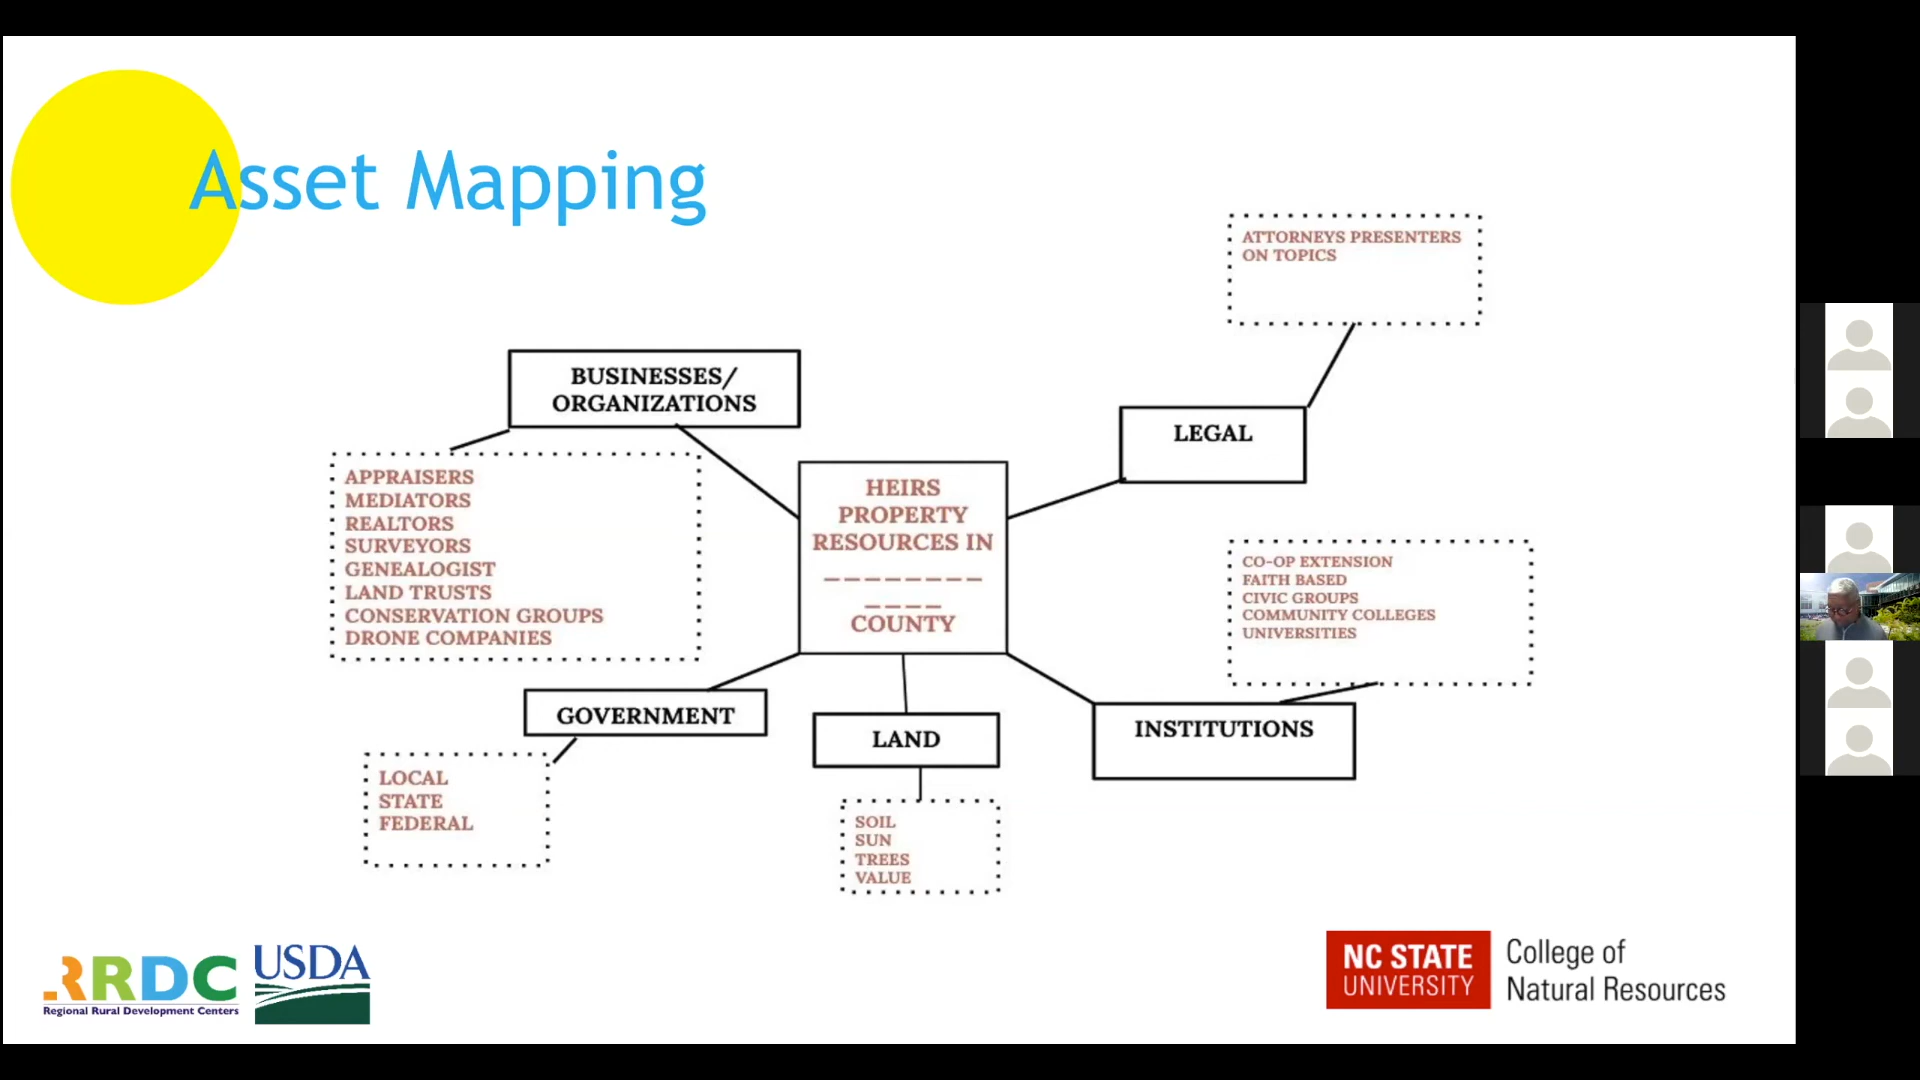 Asset Mapping
ATTORNEYS PRESENTERS
ON TOPICS
BUSINESSES/
ORGANIZATIONS
LEGAL
APPRAISERS
MEDIATORS
REALTORS
SURVEYORS
GENEALOGIST
LAND TRUSTS
CONSERVATION GROUPS
DRONE COMPANIES
HEIRS
PROPERTY
RESOURCES IN
________
____
COUNTY
CO-OP EXTENSION
FAITH BASED
CIVIC GROUPS
COMMUNITY COLLEGES
UNIVERSITIES
GOVERNMENT
LAND
INSTITUTIONS
LOCAL
STATE
FEDERAL
SOIL
SUN
TREES
VALUE
RRDC
Regional Rural Development Centers
USDA
NC STATE
UNIVERSITY
College of
Natural Resources